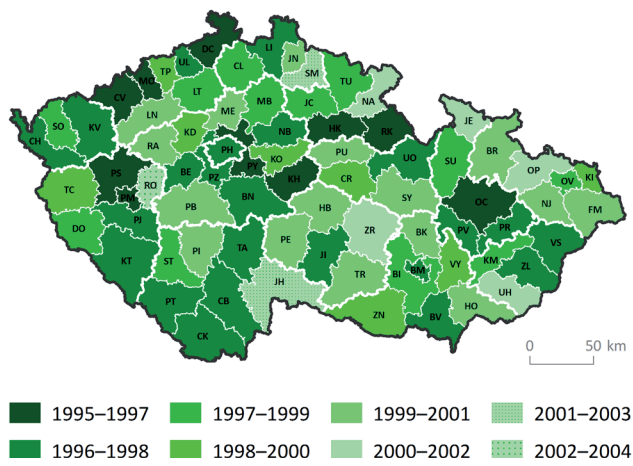 DC
LI
UL
JN
TP
MO
CL
SM
TU
CV
LT
NA
SO
KV
LN
ME
MB
JC
JE
CH
RA
KD
NB
HK
RK
BR
PH
SU
PS
RO
BE
PZ
PY
KO
PU
UO
OP
KI
TC
PM
KH
CR
OV
PB
BN
OC
NJ
FM
PJ
HB
SY
DO
ZR
BK
PV
PR
KT
ST
PI
TA
PE
JI
VS
TR
BI
BM
VY
KM
ZL
JH
UH
PT
CB
HO
ZN
BV
CK
0 50 km
1995–1997 1997–1999 1999–2001 2001–2003
1996–1998 1998–2000 2000–2002 2002–2004